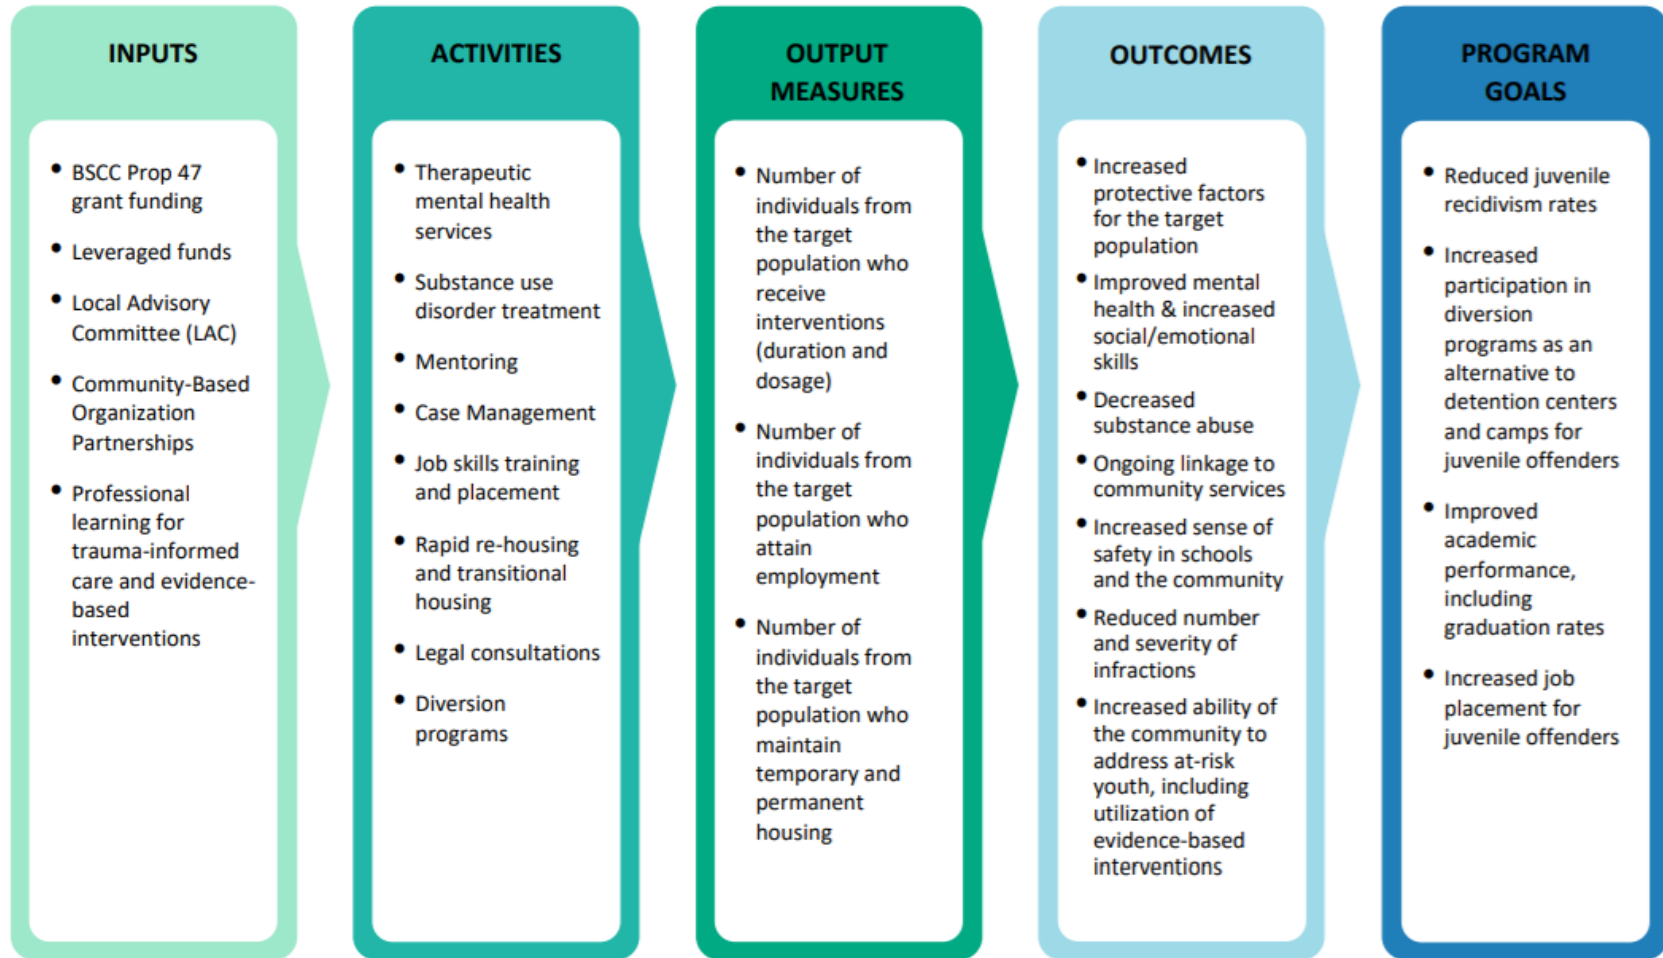 INPUTS
• BSCC Prop 47
grant funding
• Leveraged funds
• Local Advisory
Committee (LAC)
• Community-Based
Organization
Partnerships
• Professional
learning for
trauma-informed
care and evidence-
based
interventions
ACTIVITIES
• Therapeutic
mental health
services
• Substance use
disorder treatment
• Mentoring
• Case Management
• Job skills training
and placement
• Rapid re-housing
and transitional
housing
• Legal consultations
• Diversion
programs
OUTPUT
MEASURES
• Number of
individuals from
the target
population who
receive
interventions
(duration and
dosage)
• Number of
individuals from
the target
population who
attain
employment
• Number of
individuals from
the target
population who
maintain
temporary and
permanent
housing
OUTCOMES
• Increased
protective factors
for the target
population
• Improved mental
health & increased
social/emotional
skills
• Decreased
substance abuse
• Ongoing linkage to
community services
• Increased sense of
safety in schools
and the community
• Reduced number
and severity of
infractions
• Increased ability of
the community to
address at-risk
youth, including
utilization of
evidence-based
interventions
PROGRAM
GOALS
• Reduced juvenile
recidivism rates
• Increased
participation in
diversion
programs as an
alternative to
detention centers
and camps for
juvenile offenders
• Improved
academic
performance,
including
graduation rates
• Increased job
placement for
juvenile offenders